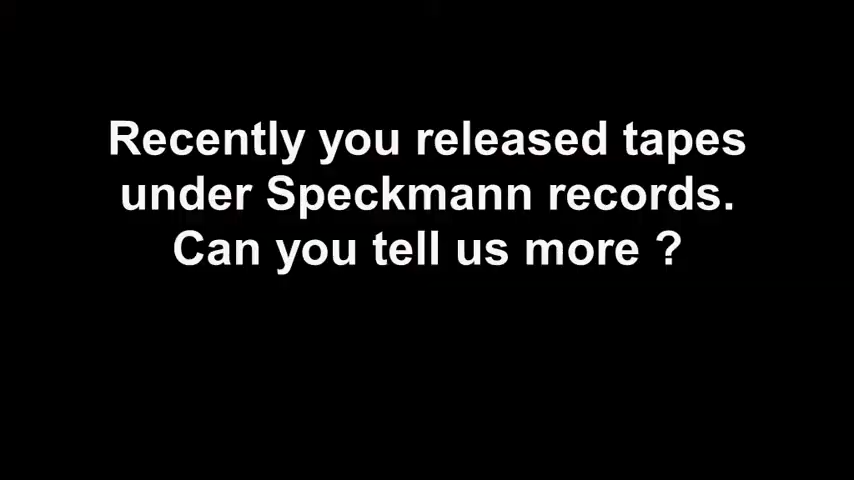 Recently you released tapes
under Speckmann records.
Can you tell us more ?